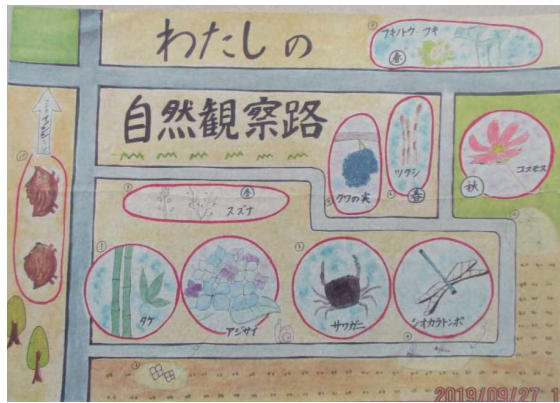 わたしの
自然観察路
フキノトウ フキ
春
クワの実
ツクシ
春
コスモス
秋
スズナ
冬
タケ
アジサイ
サワガニ
シオカラトンボ
2019/09/27 1